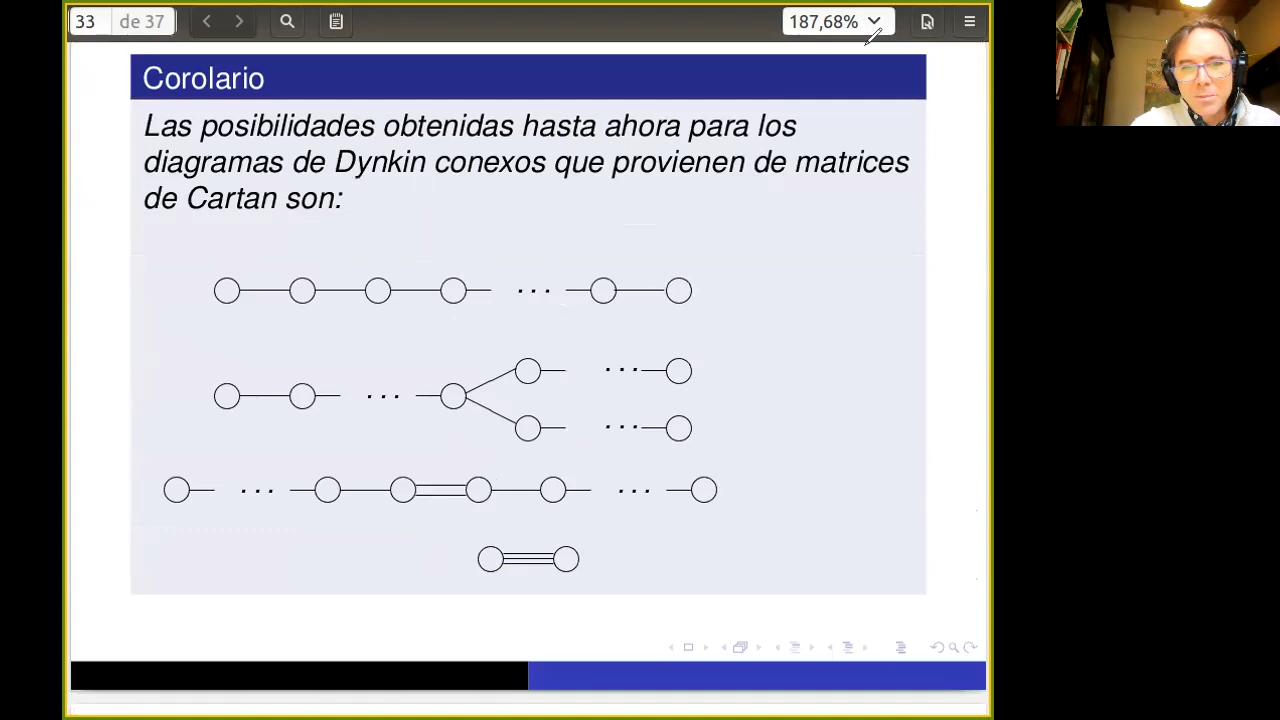 33 de 37
187,68%
Corolario
Las posibilidades obtenidas hasta ahora para los
diagramas de Dynkin conexos que provienen de matrices
de Cartan son: